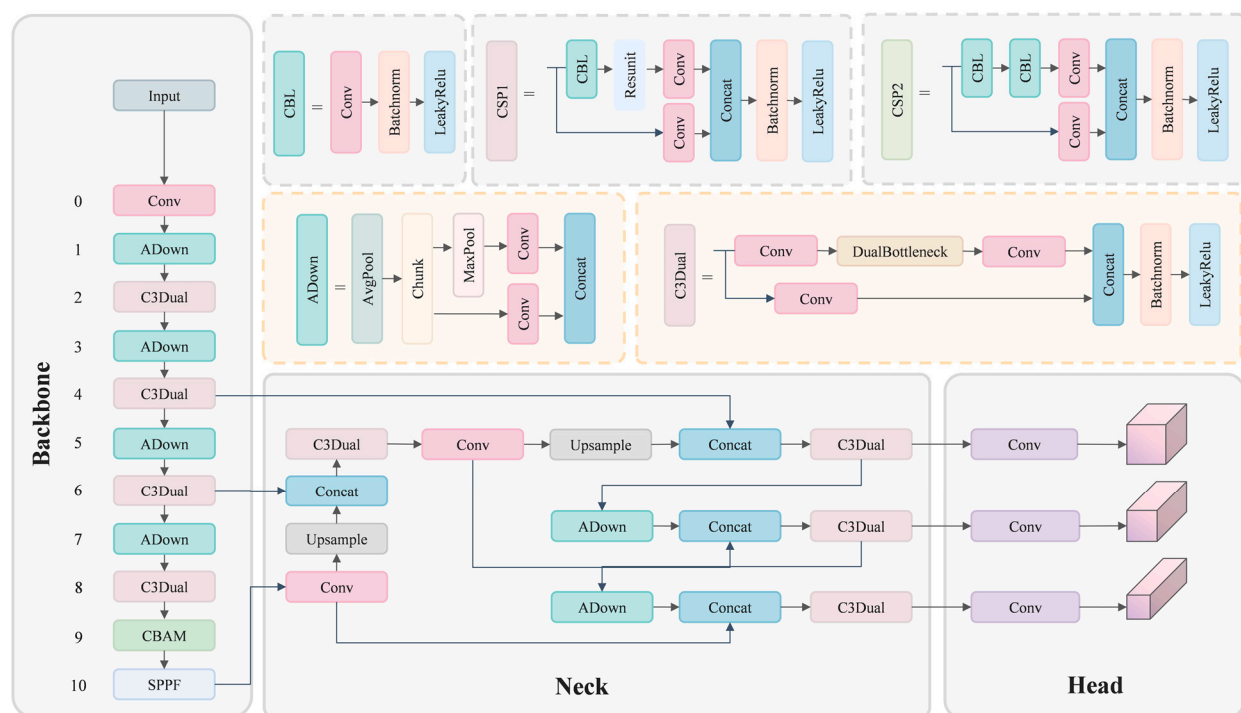 Backbone
Input
0 Conv
1 ADown
2 C3Dual
3 ADown
4 C3Dual
5 ADown
6 C3Dual
7 ADown
8 C3Dual
9 CBAM
10 SPPF
CBL = Conv Batchnorm LeakyRelu
CSP1 = CBL Resunit Conv Conv Concat Batchnorm LeakyRelu
CSP2 = CBL CBL Conv Conv Concat Batchnorm LeakyRelu
ADown = AvgPool Chunk MaxPool Conv Conv Concat
C3Dual = Conv DualBottleneck Conv Conv Concat Batchnorm LeakyRelu
C3Dual Conv Upsample Concat C3Dual
Concat
ADown Concat C3Dual
Upsample
Conv
ADown Concat C3Dual
Neck
Conv
Conv
Conv
Head